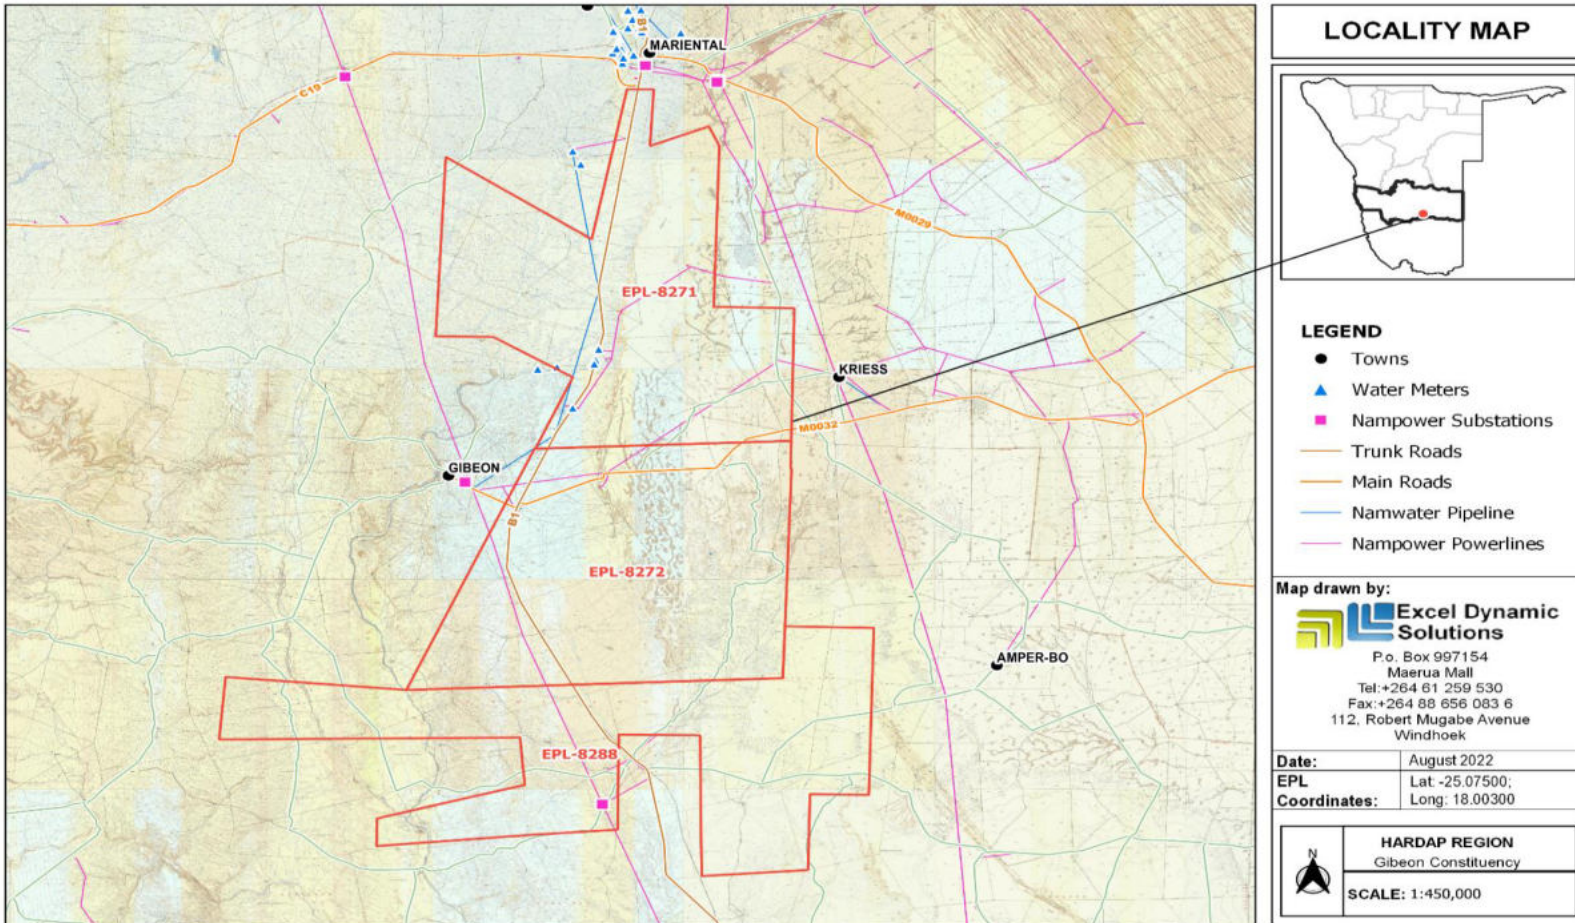 B1
MARIENTAL
C19
M0029
EPL-8271
KRIESS
M0032
GIBEON
B1
EPL-8272
AMPER-BO
EPL-8288
LOCALITY MAP
LEGEND
Towns
Water Meters
Nampower Substations
Trunk Roads
Main Roads
Namwater Pipeline
Nampower Powerlines
Map drawn by:
Excel Dynamic
Solutions
P.o. Box 997154
Maerua Mall
Tel:+264 61 259 530
Fax:+264 88 656 083 6
112, Robert Mugabe Avenue
Windhoek
Date: August 2022
EPL Lat: -25.07500;
Coordinates: Long: 18.00300
N
HARDAP REGION
Gibeon Constituency
SCALE: 1:450,000